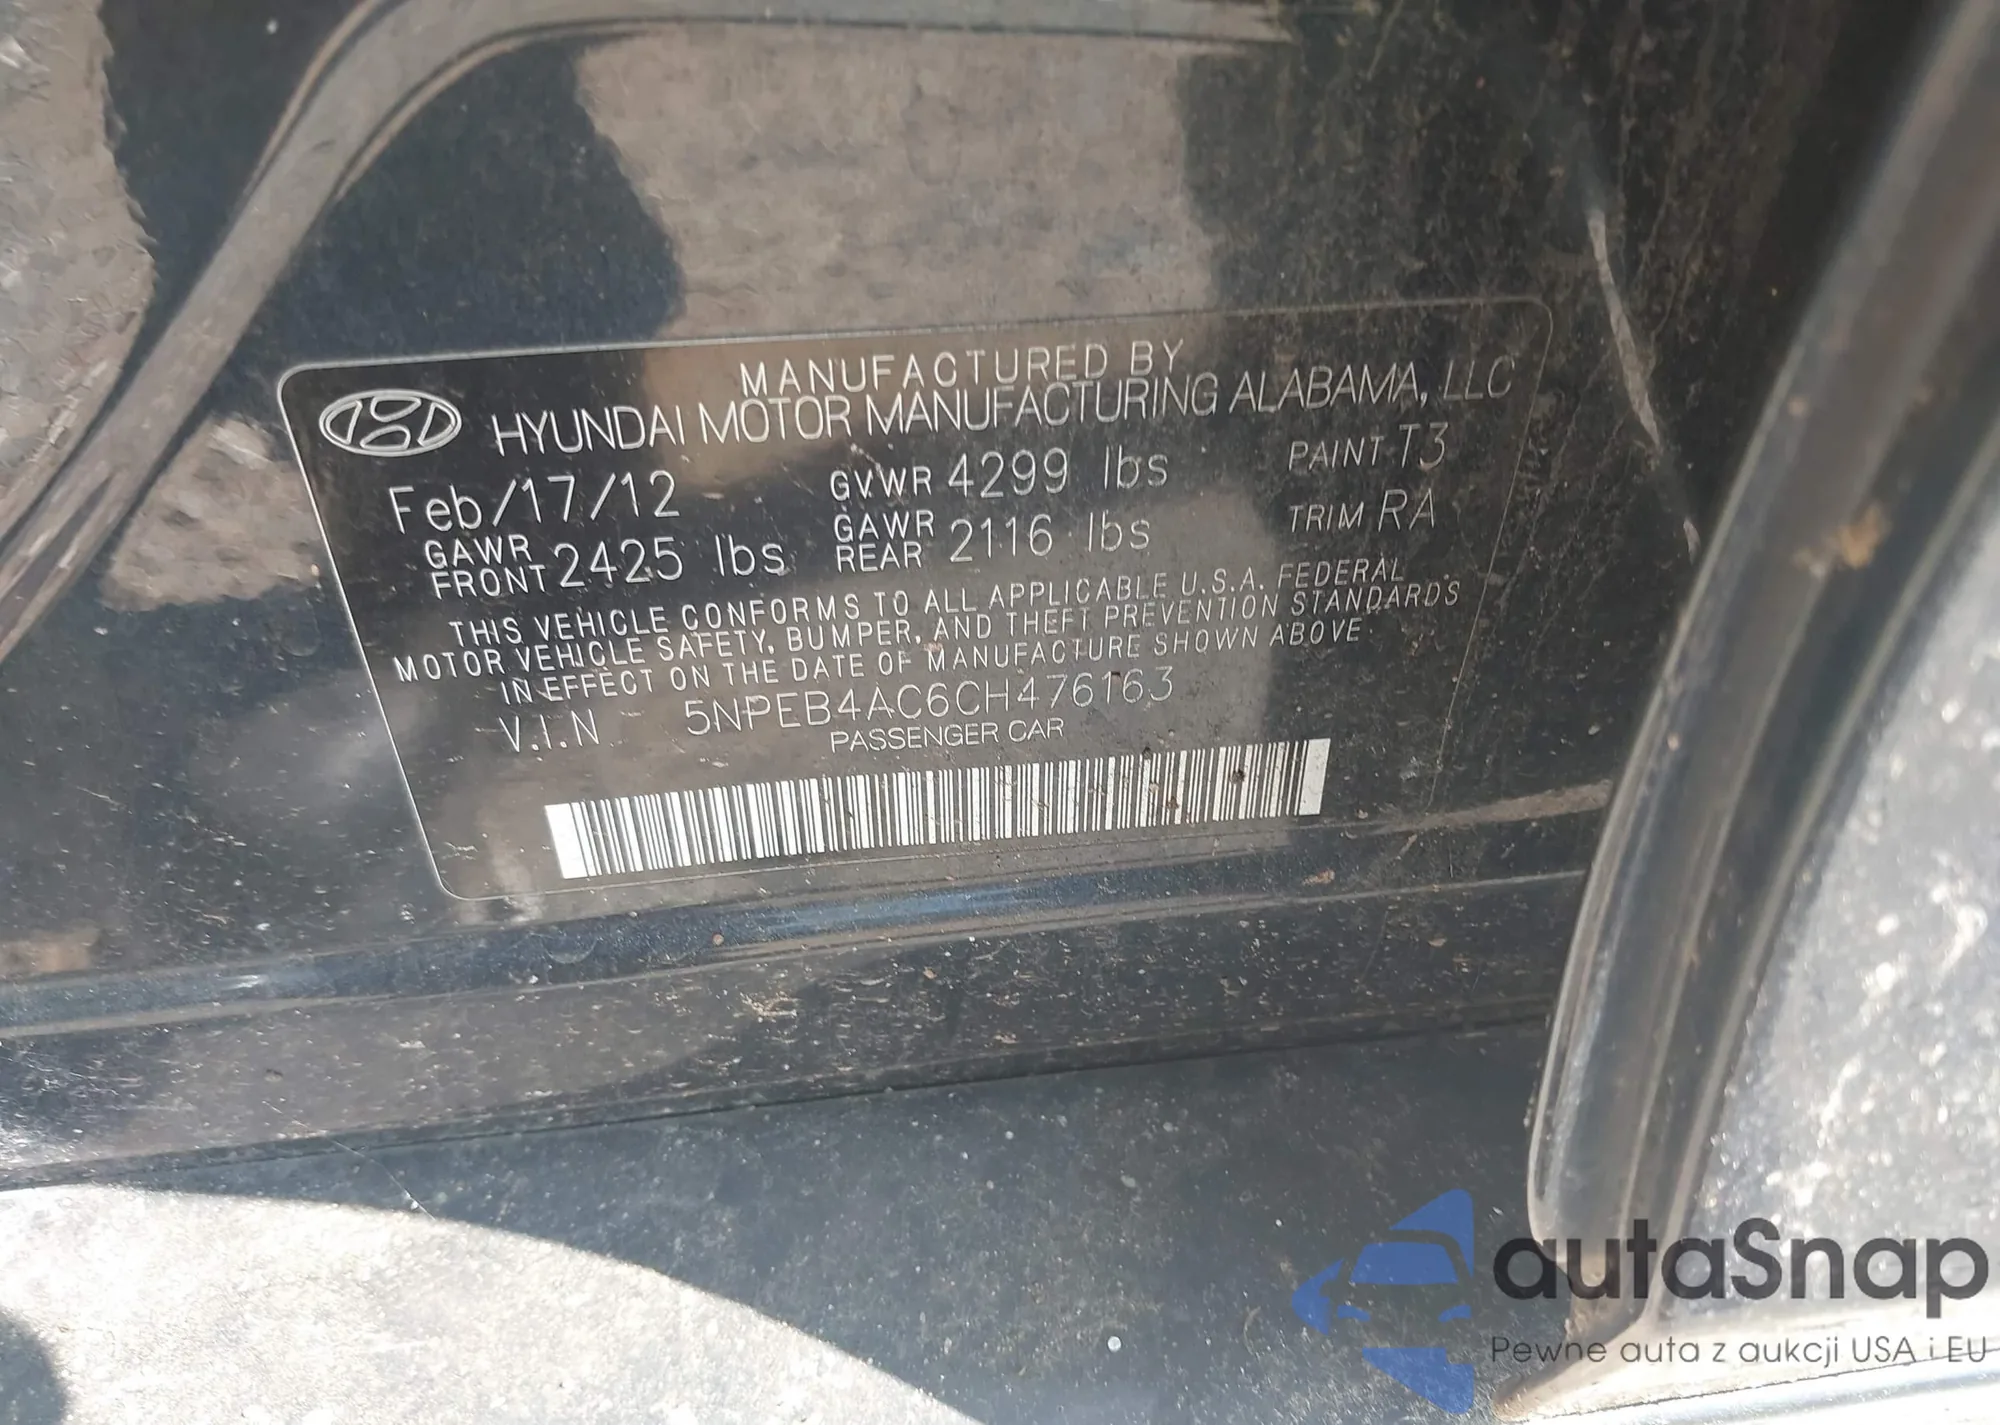 MANUFACTURED BY
HYUNDAI MOTOR MANUFACTURING ALABAMA, LLC
Feb/17/12 GVWR 4299 lbs PAINT T3
GAWR FRONT 2425 lbs GAWR REAR 2116 lbs TRIM RA
THIS VEHICLE CONFORMS TO ALL APPLICABLE U.S.A. FEDERAL
MOTOR VEHICLE SAFETY, BUMPER, AND THEFT PREVENTION STANDARDS
IN EFFECT ON THE DATE OF MANUFACTURE SHOWN ABOVE
V.I.N 5NPEB4AC6CH476163
PASSENGER CAR
autaSnap
Pewne auta z aukcji USA i EU